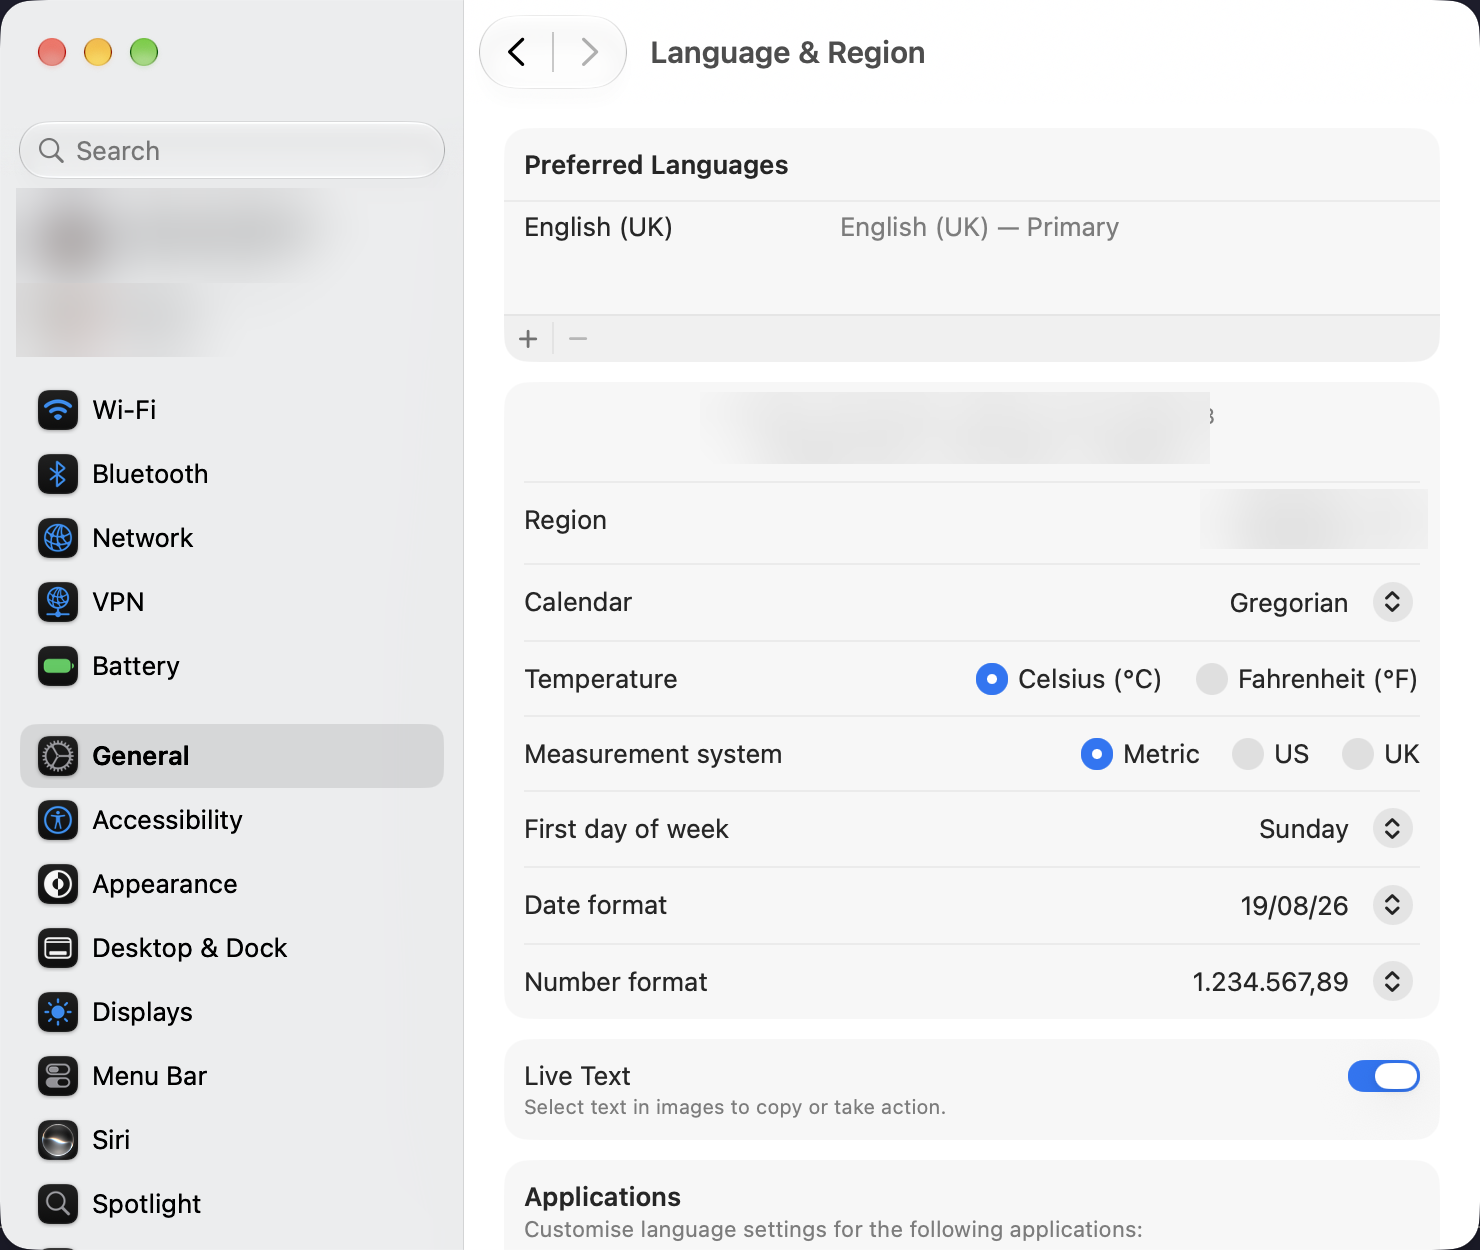 Language & Region
Search
Wi-Fi
Bluetooth
Network
VPN
Battery
General
Accessibility
Appearance
Desktop & Dock
Displays
Menu Bar
Siri
Spotlight
Preferred Languages
English (UK) English (UK) — Primary
Region
Calendar Gregorian
Temperature Celsius (°C) Fahrenheit (°F)
Measurement system Metric US UK
First day of week Sunday
Date format 19/08/26
Number format 1.234.567,89
Live Text
Select text in images to copy or take action.
Applications
Customise language settings for the following applications: